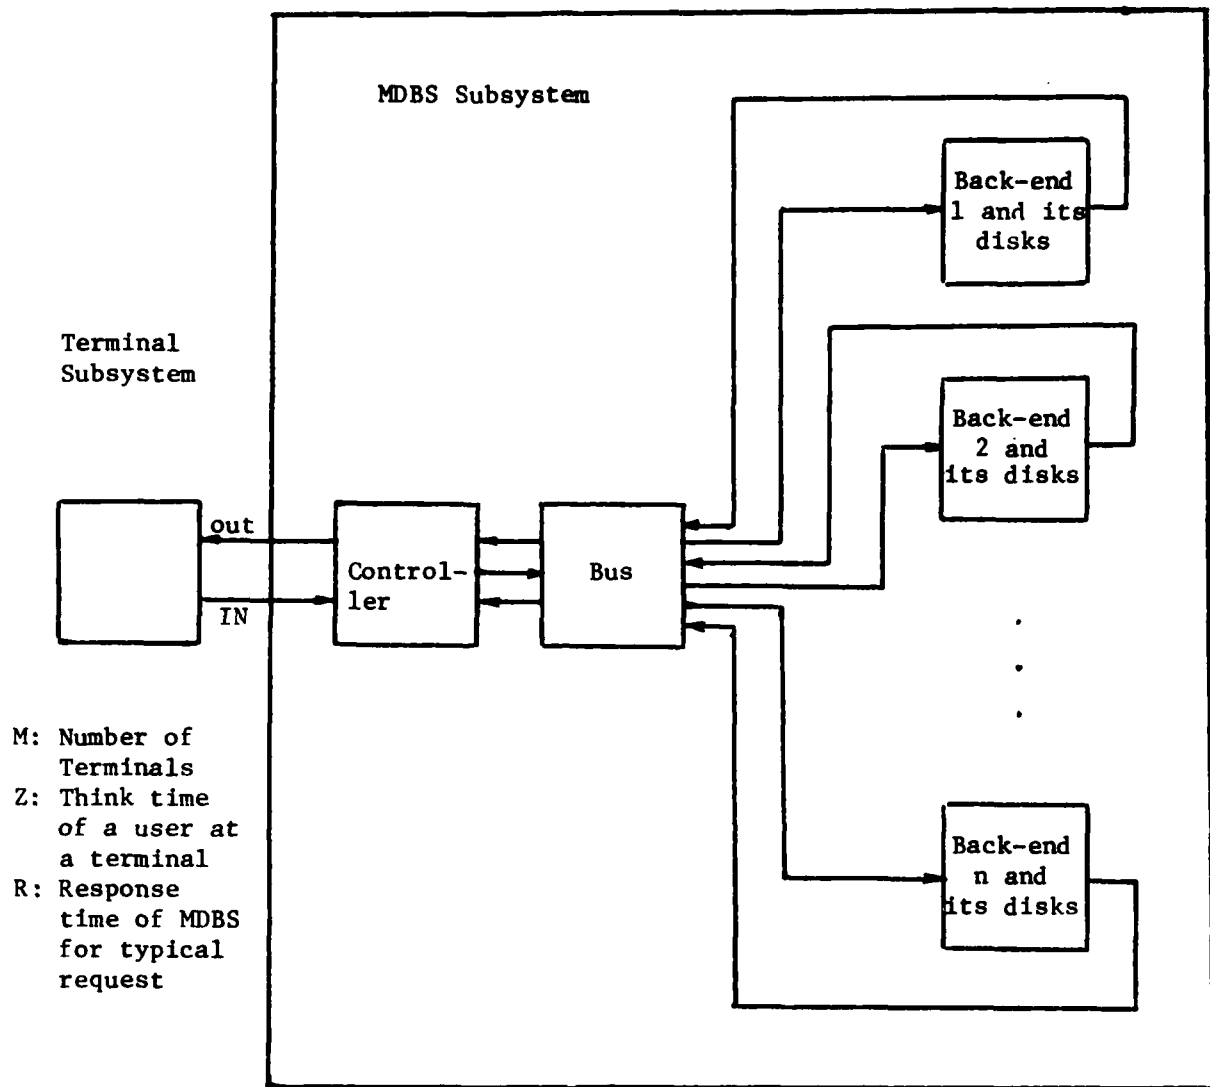 MDBS Subsystem
Back-end
1 and its
disks
Terminal
Subsystem
Back-end
2 and
its disks
out
IN
Control-
ler
Bus
M: Number of
Terminals
Z: Think time
of a user at
a terminal
R: Response
time of MDBS
for typical
request
Back-end
n and
its disks